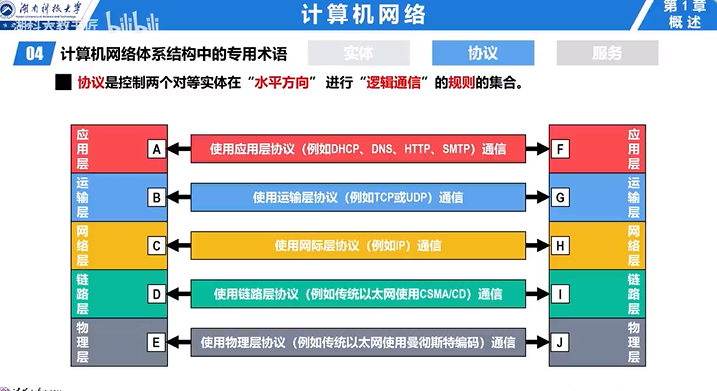 湖南科技大学
计算机网络
第1章
概述
bilibili
04 计算机网络体系结构中的专用术语
实体
协议
服务
协议是控制两个对等实体在“水平方向” 进行“逻辑通信”的规则的集合。
应用层
A
使用应用层协议（例如DHCP、DNS、HTTP、SMTP）通信
F
应用层
运输层
B
使用运输层协议（例如TCP或UDP）通信
G
运输层
网络层
C
使用网际层协议（例如IP）通信
H
网络层
链路层
D
使用链路层协议（例如传统以太网使用CSMA/CD）通信
I
链路层
物理层
E
使用物理层协议（例如传统以太网使用曼彻斯特编码）通信
J
物理层